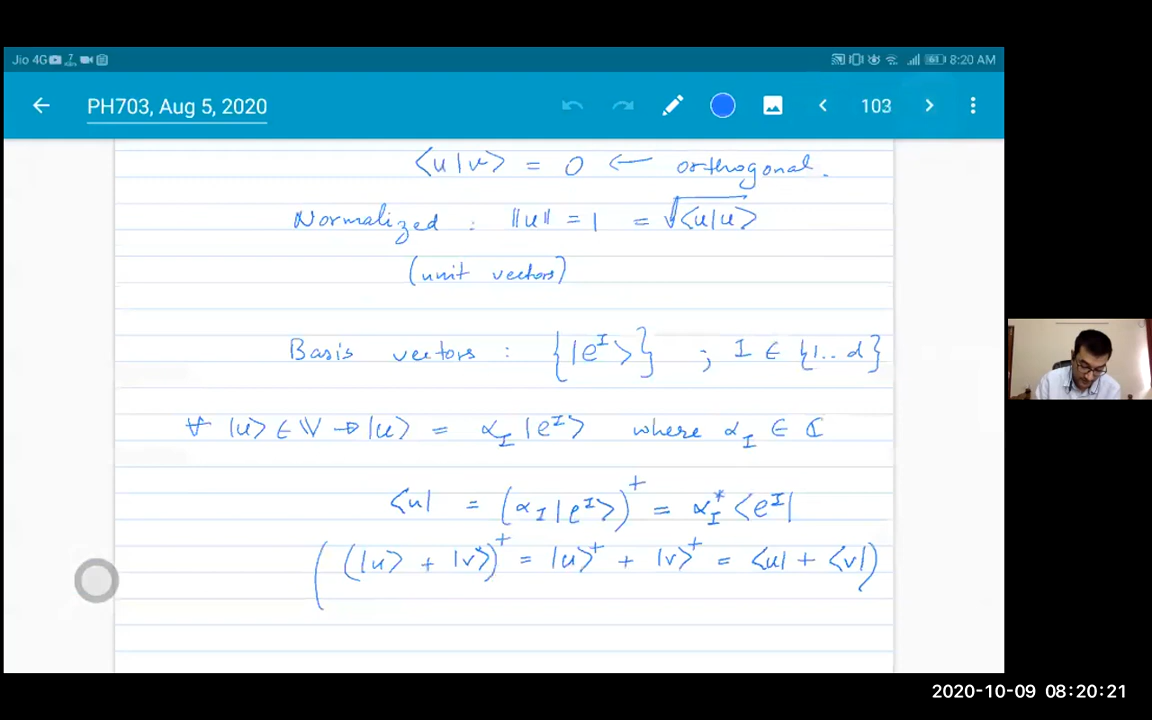 Jio 4G 61 8:20 AM
PH703, Aug 5, 2020 103
<u|v> = 0 ← orthogonal.
Normalized : ||u|| = 1 = √<u|u>
(unit vectors)
Basis vectors : {|e^I>} ; I ∈ {1..d}
∀ |u> ∈ 𝕍 → |u> = α_I |e^I> where α_I ∈ ℂ
<u| = (α_I |e^I>)^+ = α_I^* <e^I|
((|u> + |v>)^+ = |u>^+ + |v>^+ = <u| + <v|)
2020-10-09 08:20:21